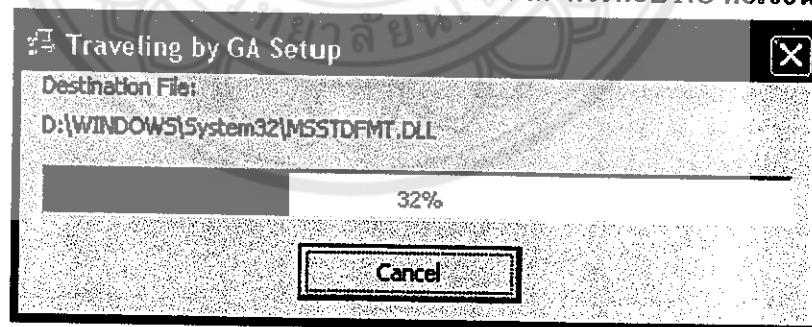 Traveling by GA Setup
Destination File:
D:\WINDOWS\System32\MSSTDFMT.DLL
32%
Cancel